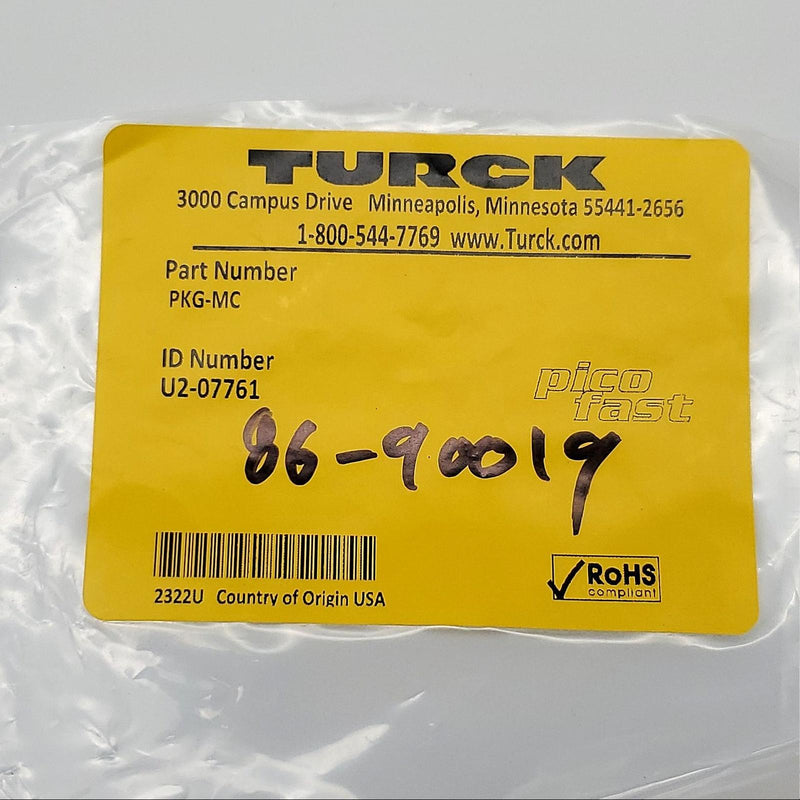 TURCK
3000 Campus Drive Minneapolis, Minnesota 55441-2656
1-800-544-7769 www.Turck.com
Part Number
PKG-MC
ID Number
U2-07761
pico
fast
86-90019
2322U Country of Origin USA
RoHS
compliant